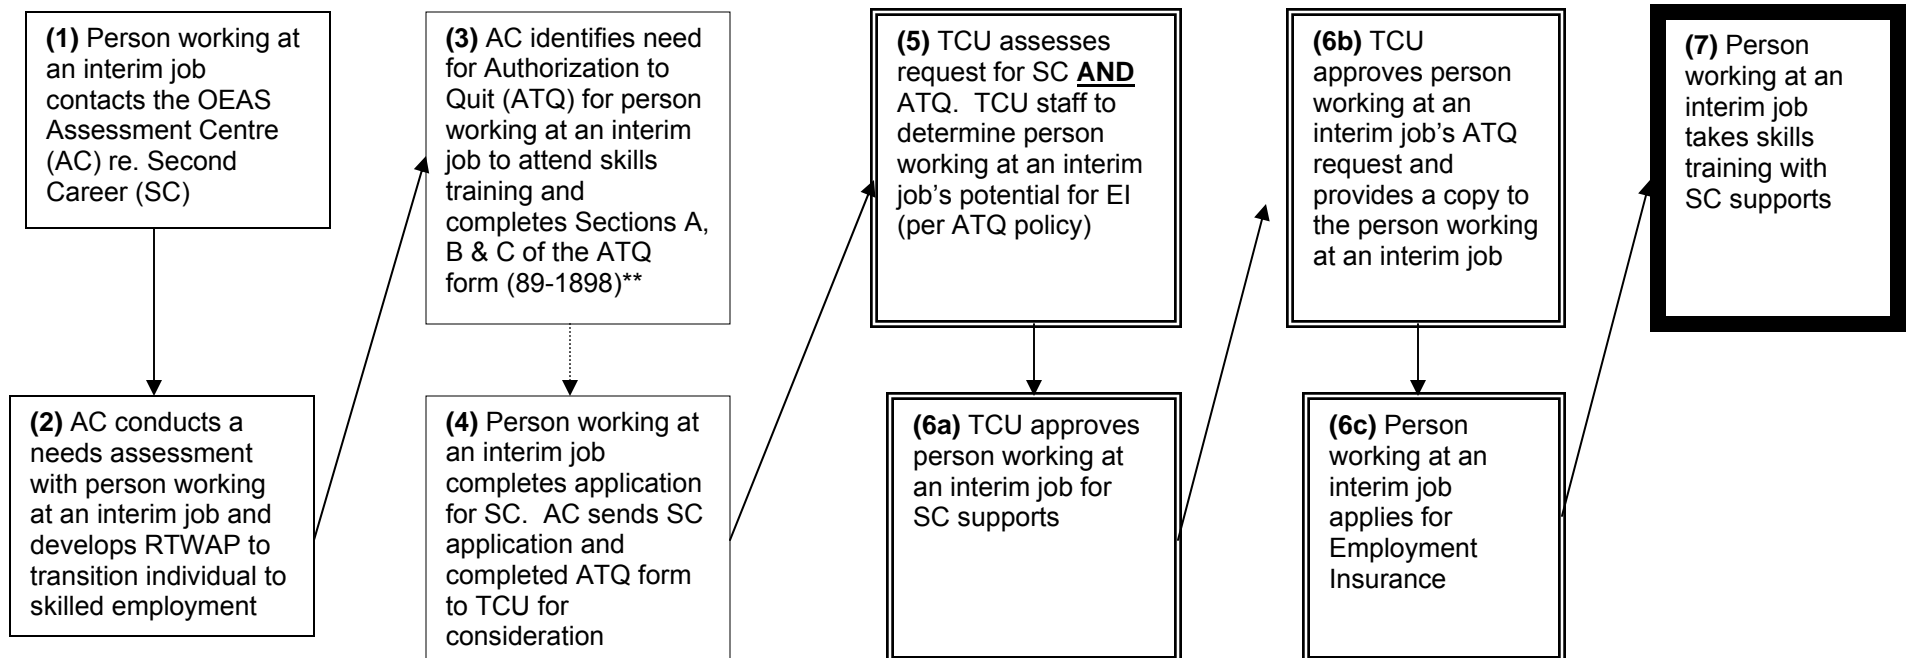 (1) Person working at
an interim job
contacts the OEAS
Assessment Centre
(AC) re. Second
Career (SC)
(2) AC conducts a
needs assessment
with person working
at an interim job and
develops RTWAP to
transition individual to
skilled employment
(3) AC identifies need
for Authorization to
Quit (ATQ) for person
working at an interim
job to attend skills
training and
completes Sections A,
B & C of the ATQ
form (89-1898)**
(4) Person working at
an interim job
completes application
for SC. AC sends SC
application and
completed ATQ form
to TCU for
consideration
(5) TCU assesses
request for SC AND
ATQ. TCU staff to
determine person
working at an interim
job's potential for EI
(per ATQ policy)
(6a) TCU approves
person working at
an interim job for
SC supports
(6b) TCU
approves person
working at an
interim job's ATQ
request and
provides a copy to
the person working
at an interim job
(6c) Person
working at an
interim job
applies for
Employment
Insurance
(7) Person
working at an
interim job
takes skills
training with
SC supports